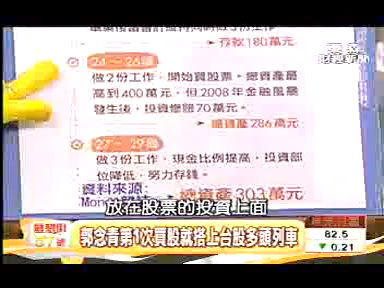 存款180萬元
24～26歲
做2份工作，開始買股票。總資產最
高到400萬元，但2008年金融風暴
發生後，投資慘賠70萬元。
總資產286萬元
27～29歲
做3份工作，現金比例提高，投資部
位降低，努力存錢。
資料來源:
Mon
總資產303萬元
放在股票的投資上面
郭念青第1次買股就搭上台股多頭列車
82.5
▼ 0.21